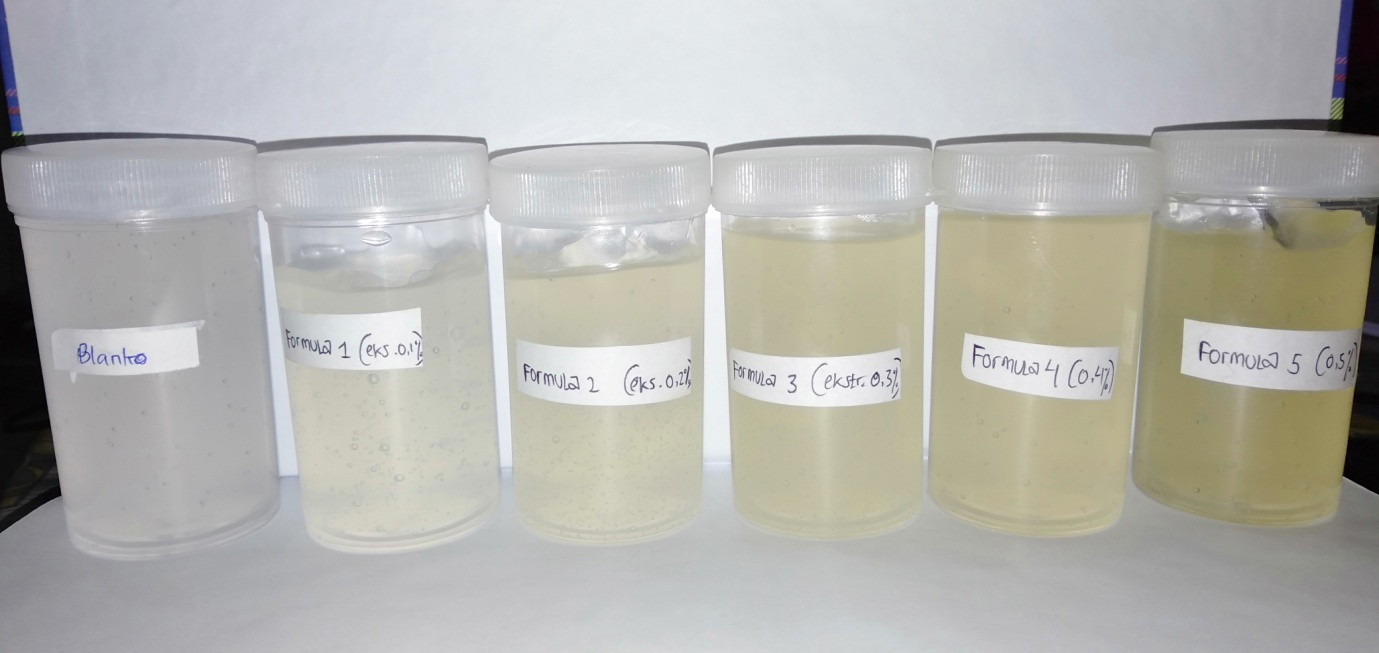 Blanko
Formula 1 (eks.0,1%)
Formula 2 (eks.0,2%)
Formula 3 (ekstr.0,3%)
Formula 4 (0,4%)
Formula 5 (0,5%)